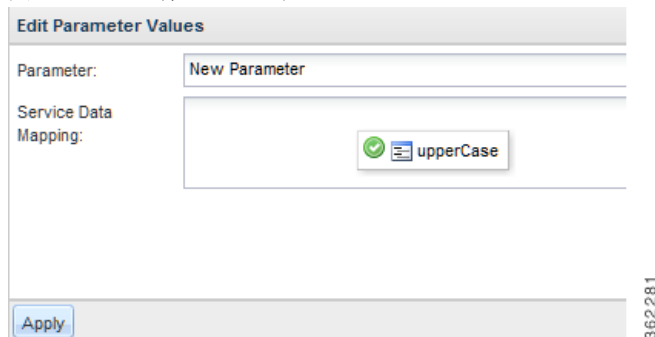 Edit Parameter Values
Parameter:
New Parameter
Service Data
Mapping:
upperCase
Apply
362281